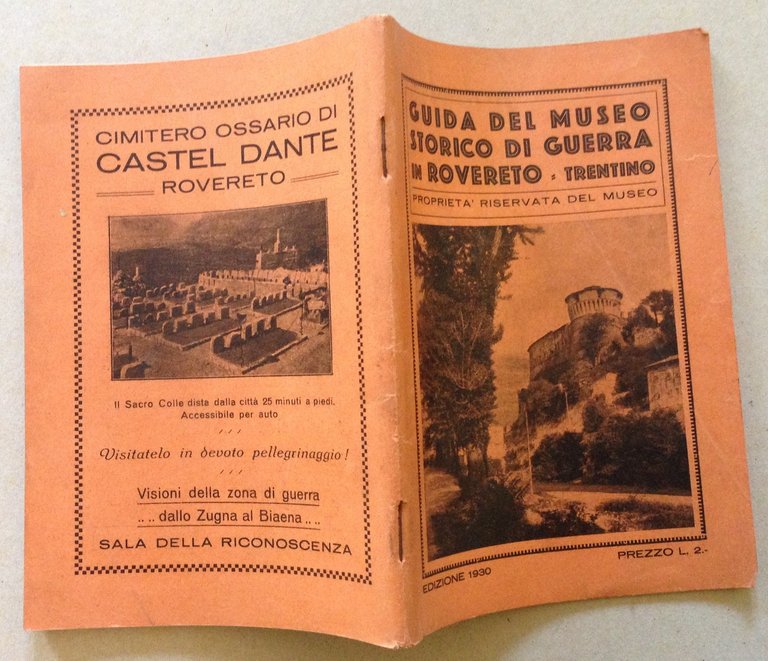 CIMITERO OSSARIO DI
CASTEL DANTE
ROVERETO
Il Sacro Colle dista dalla città 25 minuti a piedi.
Accessibile per auto
Visitatelo in devoto pellegrinaggio!
Visioni della zona di guerra
.. .. dallo Zugna al Biaena .. ..
SALA DELLA RICONOSCENZA
GUIDA DEL MUSEO
STORICO DI GUERRA
IN ROVERETO - TRENTINO
PROPRIETA' RISERVATA DEL MUSEO
EDIZIONE 1930
PREZZO L. 2.-